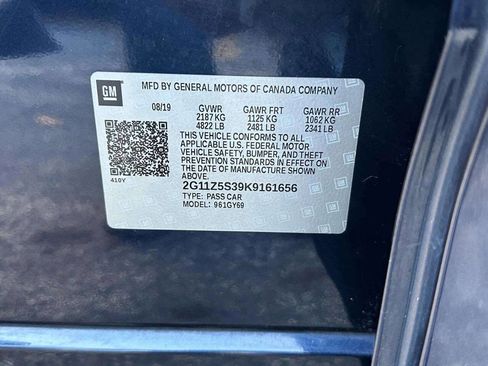 MFD BY GENERAL MOTORS OF CANADA COMPANY
GM
08/19 GVWR GAWR FRT GAWR RR
2187 KG 1125 KG 1062 KG
4822 LB 2481 LB 2341 LB
THIS VEHICLE CONFORMS TO ALL
APPLICABLE U.S. FEDERAL MOTOR
VEHICLE SAFETY, BUMPER, AND THEFT
PREVENTION STANDARDS IN EFFECT ON
THE DATE OF MANUFACTURE SHOWN
ABOVE.
410Y
2G11Z5S39K9161656
TYPE: PASS CAR
MODEL: 961GY69